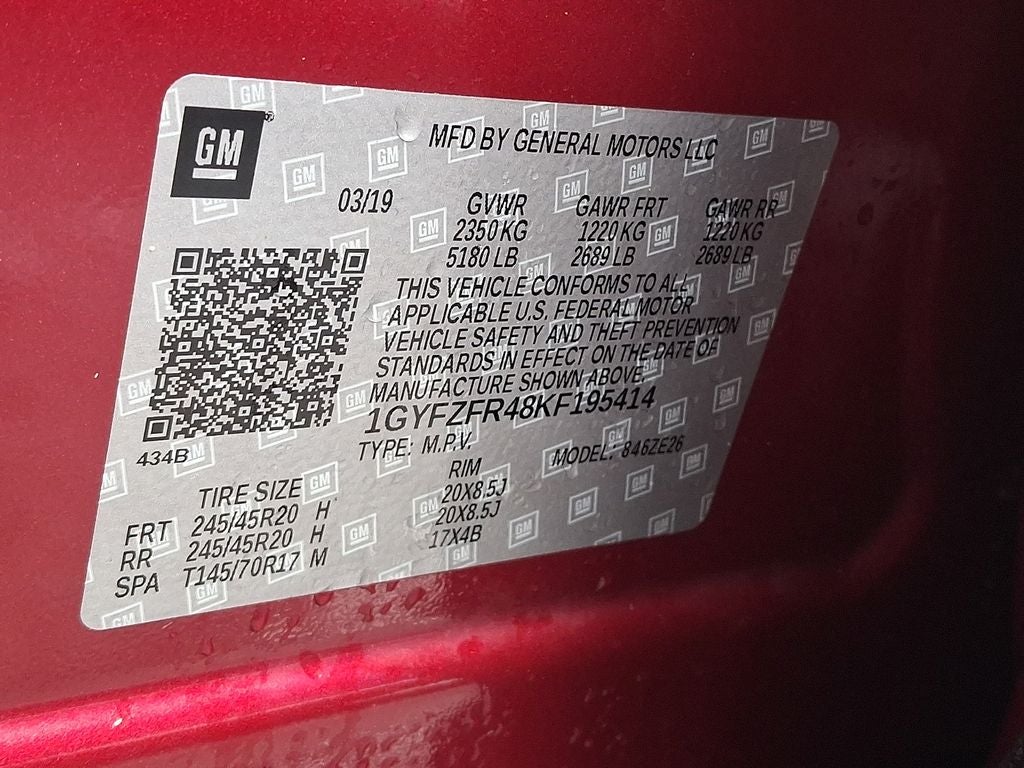 GM
MFD BY GENERAL MOTORS LLC
03/19 GVWR GAWR FRT GAWR RR
2350 KG 1220 KG 1220 KG
5180 LB 2689 LB 2689 LB
THIS VEHICLE CONFORMS TO ALL
APPLICABLE U.S. FEDERAL MOTOR
VEHICLE SAFETY AND THEFT PREVENTION
STANDARDS IN EFFECT ON THE DATE OF
MANUFACTURE SHOWN ABOVE.
1GYFZFR48KF195414
434B TYPE: M.P.V. MODEL: 846ZE26
TIRE SIZE RIM
FRT 245/45R20 H 20X8.5J
RR 245/45R20 H 20X8.5J
SPA T145/70R17 M 17X4B